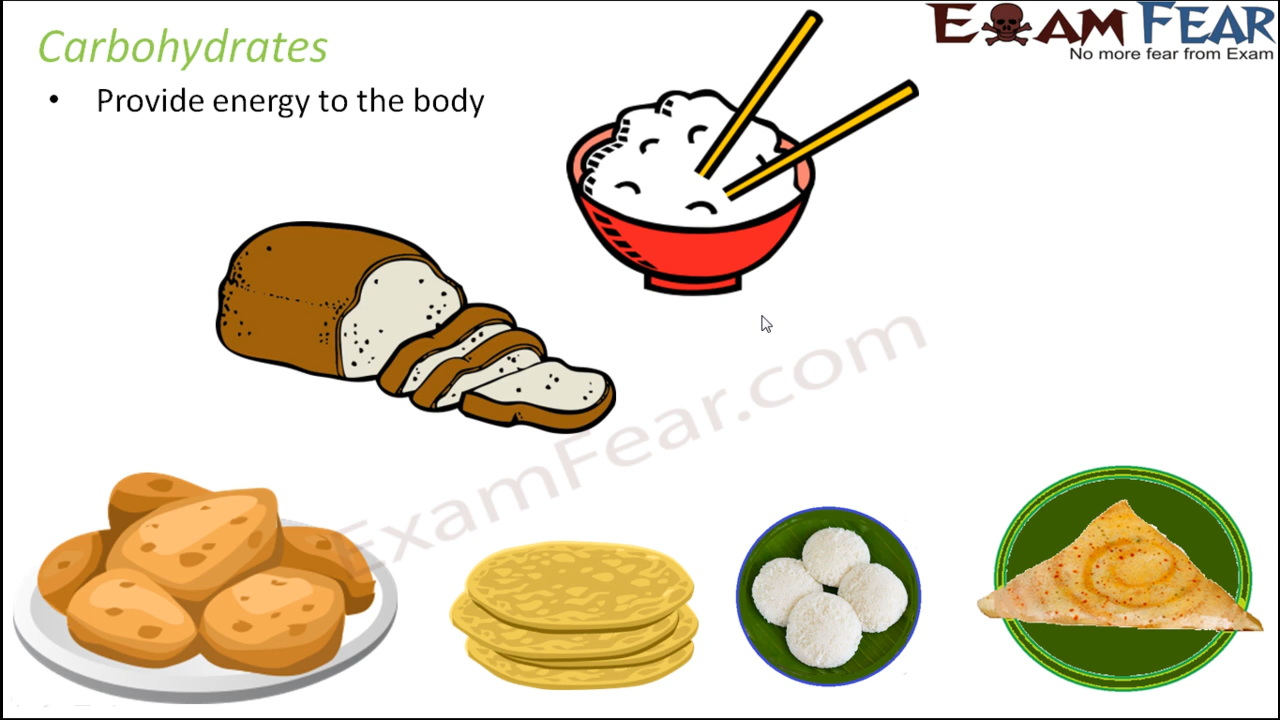 Carbohydrates
• Provide energy to the body
EXAM FEAR
No more fear from Exam
ExamFear.com